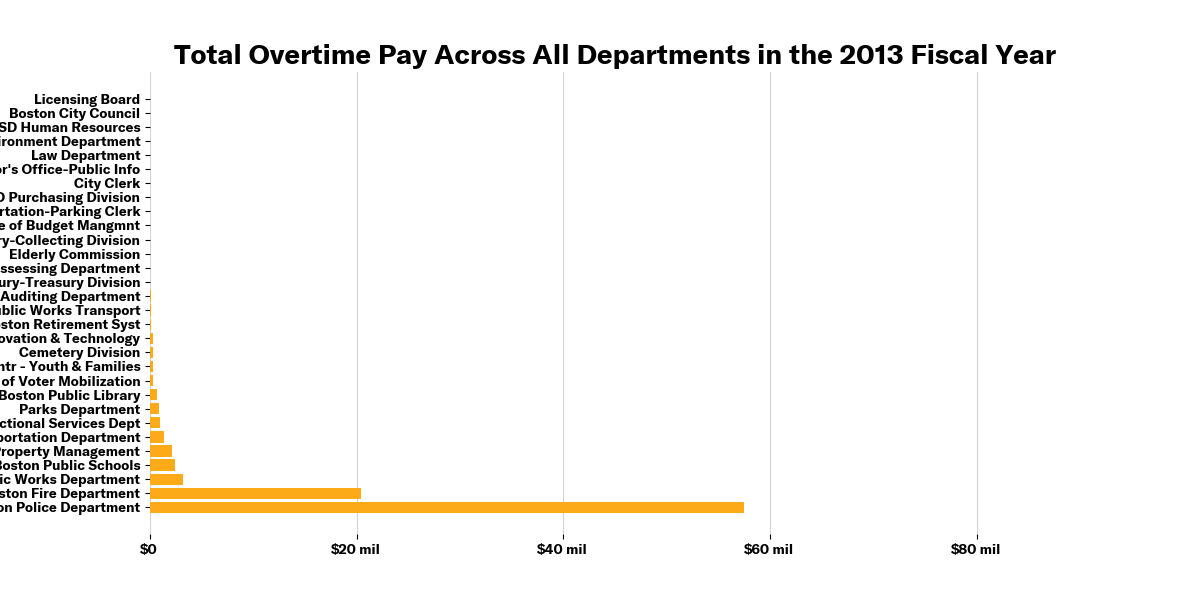 Total Overtime Pay Across All Departments in the 2013 Fiscal Year
Licensing Board
Boston City Council
SD Human Resources
ironment Department
Law Department
or's Office-Public Info
City Clerk
D Purchasing Division
rtation-Parking Clerk
e of Budget Mangmnt
ry-Collecting Division
Elderly Commission
ssessing Department
ury-Treasury Division
Auditing Department
ublic Works Transport
oston Retirement Syst
ovation & Technology
Cemetery Division
ntr - Youth & Families
of Voter Mobilization
Boston Public Library
Parks Department
ctional Services Dept
portation Department
Property Management
Boston Public Schools
ic Works Department
ston Fire Department
on Police Department
$0 $20 mil $40 mil $60 mil $80 mil